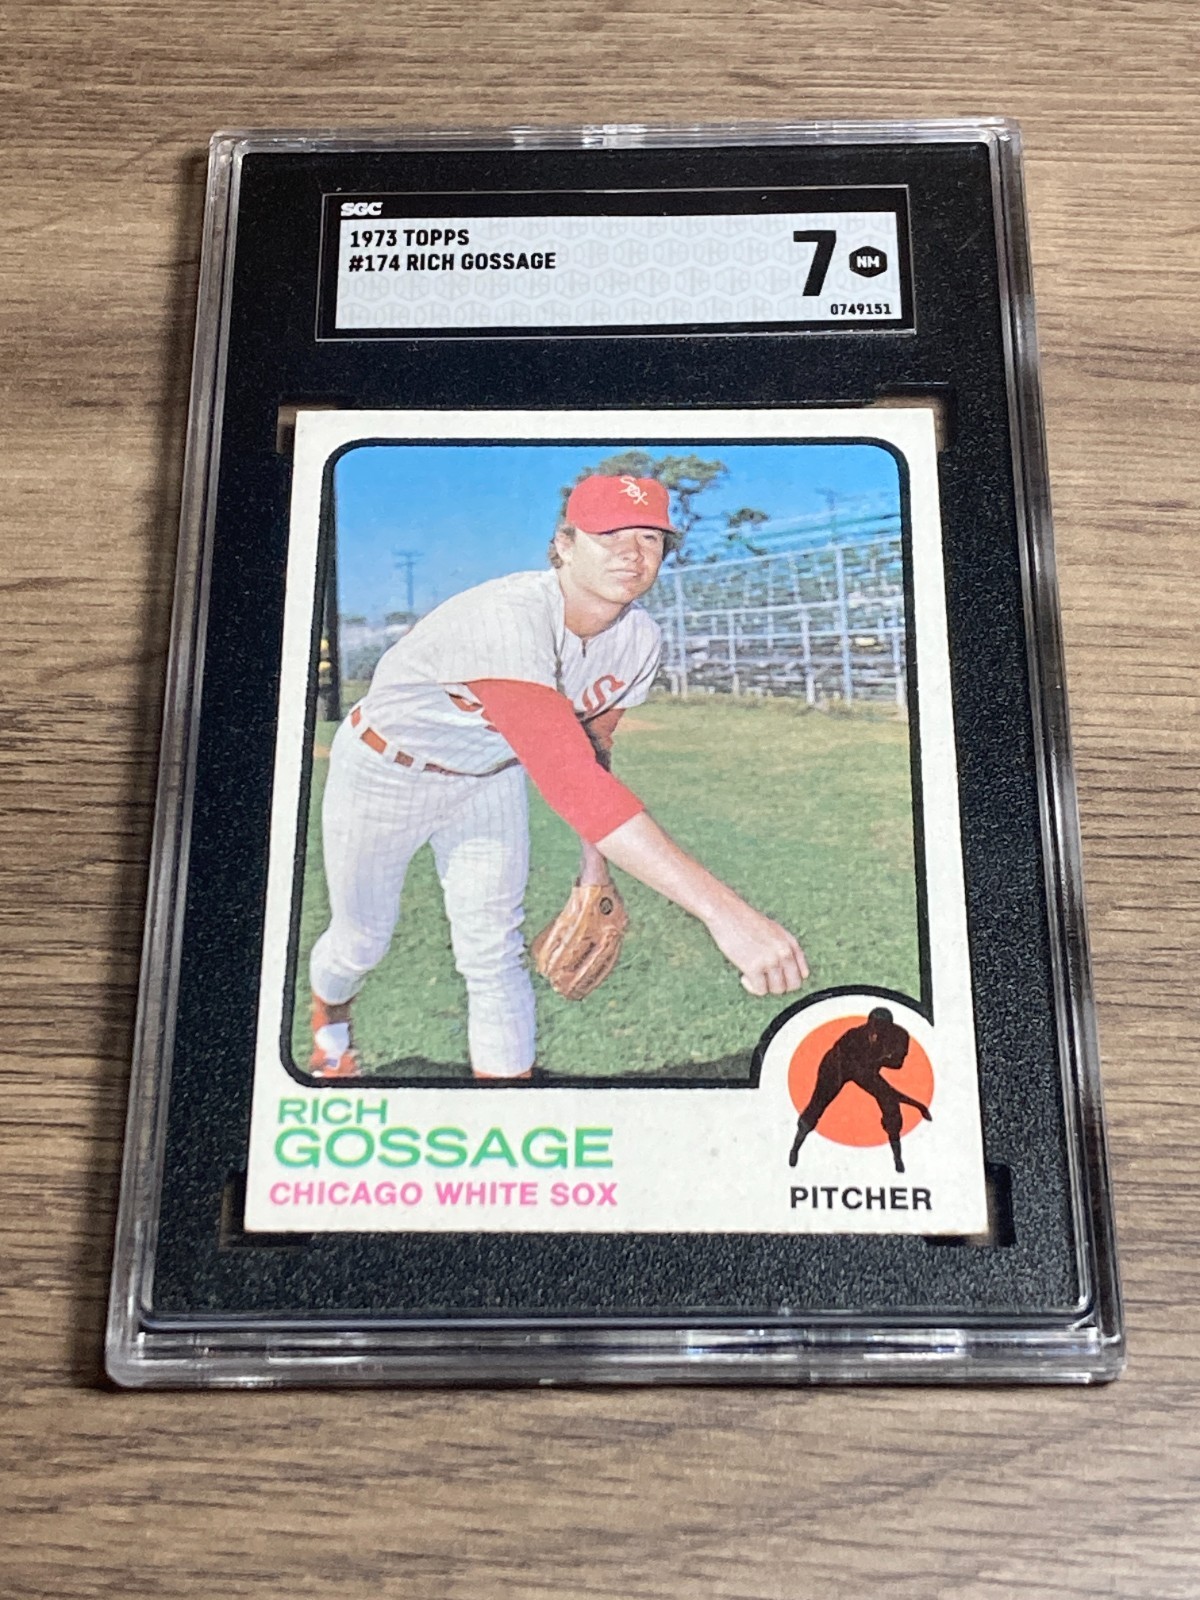 SGC
1973 TOPPS
#174 RICH GOSSAGE
7 NM
0749151
SOX
RICH
GOSSAGE
CHICAGO WHITE SOX
PITCHER